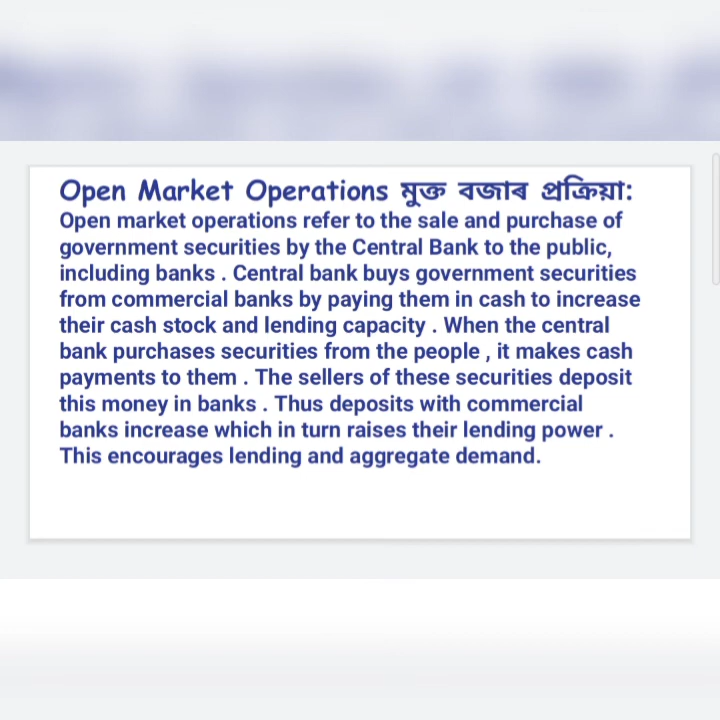 Open Market Operations মুক্ত বজাৰ প্ৰক্ৰিয়া:
Open market operations refer to the sale and purchase of
government securities by the Central Bank to the public,
including banks . Central bank buys government securities
from commercial banks by paying them in cash to increase
their cash stock and lending capacity . When the central
bank purchases securities from the people , it makes cash
payments to them . The sellers of these securities deposit
this money in banks . Thus deposits with commercial
banks increase which in turn raises their lending power .
This encourages lending and aggregate demand.